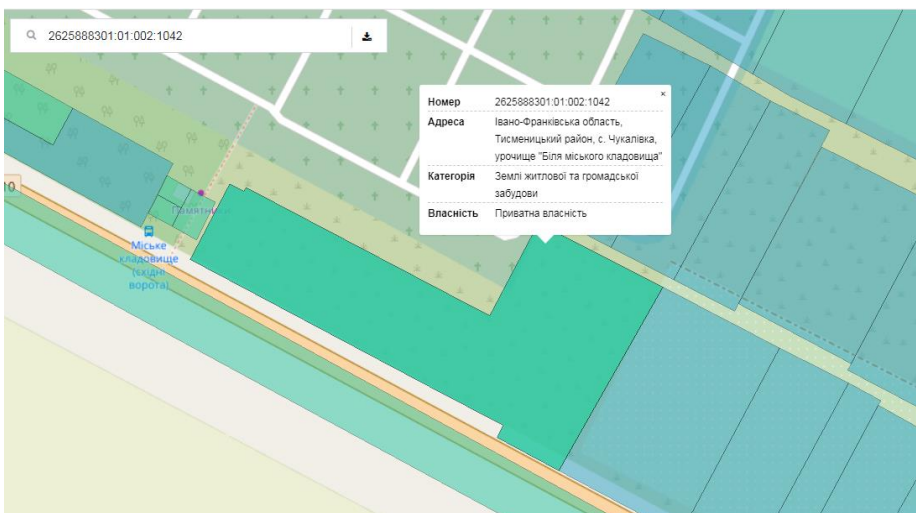 2625888301:01:002:1042
×
Номер 2625888301:01:002:1042
Адреса Івано-Франківська область,
Тисменицький район, с. Чукалівка,
урочище "Біля міського кладовища"
Категорія Землі житлової та громадської
забудови
Власність Приватна власність
10
Памятник
Міське
кладовище
(східні
ворота)